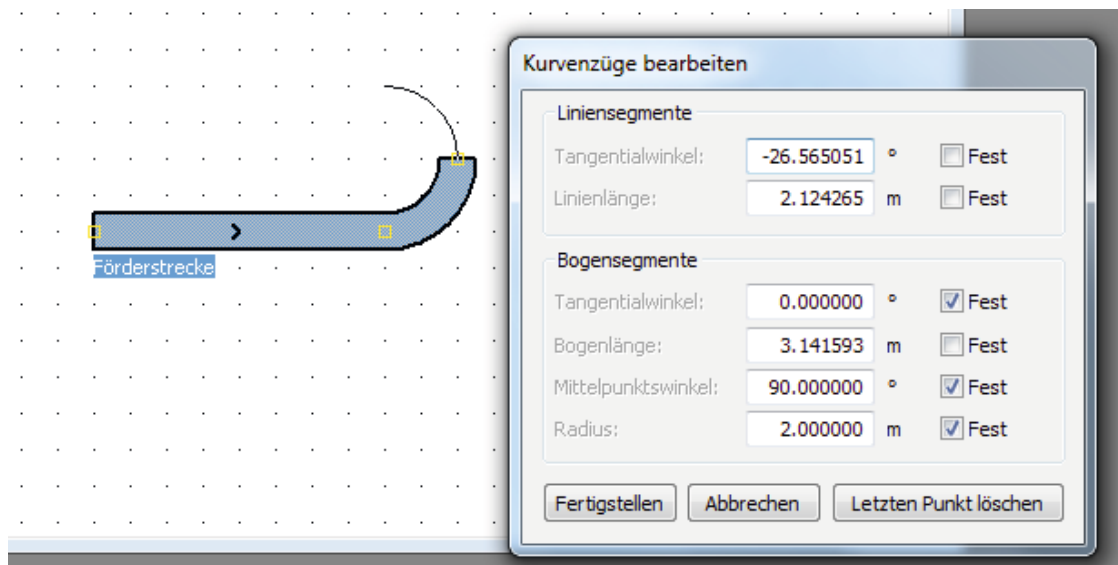 Förderstrecke
Kurvenzüge bearbeiten
Liniensegmente
Tangentialwinkel: -26.565051 ° Fest
Linienlänge: 2.124265 m Fest
Bogensegmente
Tangentialwinkel: 0.000000 ° Fest
Bogenlänge: 3.141593 m Fest
Mittelpunktswinkel: 90.000000 ° Fest
Radius: 2.000000 m Fest
Fertigstellen Abbrechen Letzten Punkt löschen